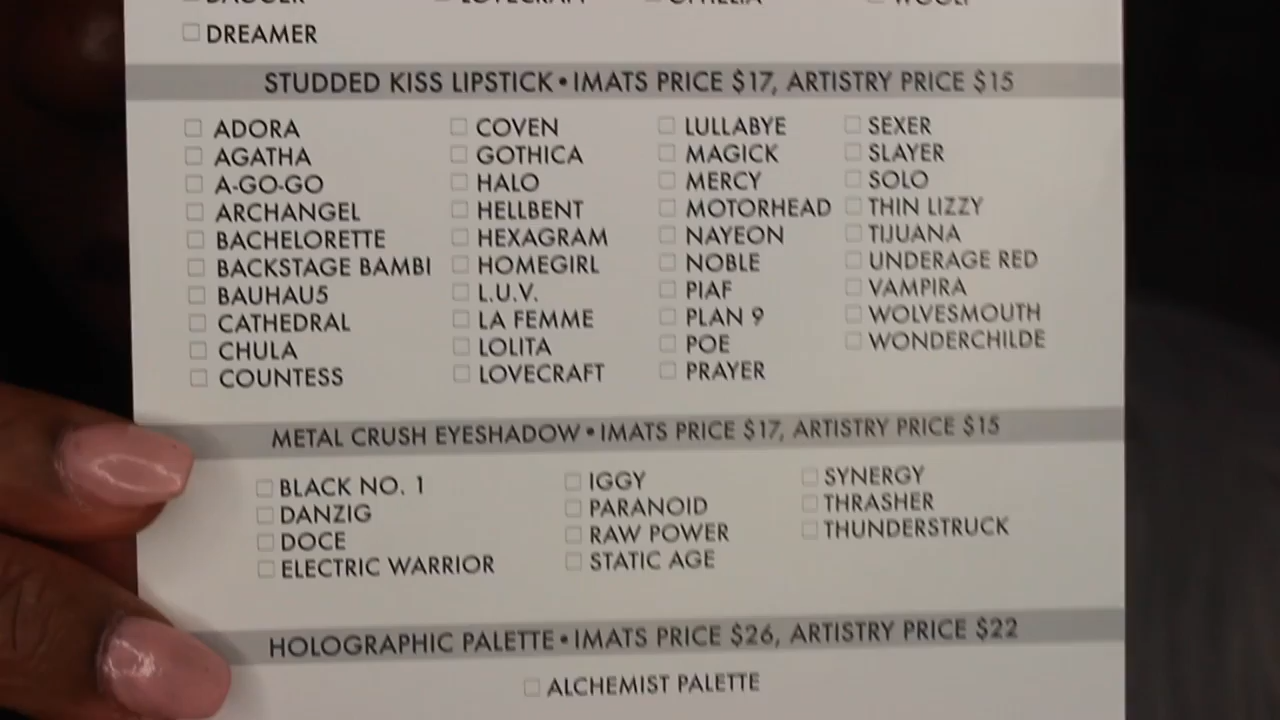 DAGGER LOVECRAFT OPHELIA WOOLF
DREAMER
STUDDED KISS LIPSTICK • IMATS PRICE $17, ARTISTRY PRICE $15
ADORA COVEN LULLABYE SEXER
AGATHA GOTHICA MAGICK SLAYER
A-GO-GO HALO MERCY SOLO
ARCHANGEL HELLBENT MOTORHEAD THIN LIZZY
BACHELORETTE HEXAGRAM NAYEON TIJUANA
BACKSTAGE BAMBI HOMEGIRL NOBLE UNDERAGE RED
BAUHAU5 L.U.V. PIAF VAMPIRA
CATHEDRAL LA FEMME PLAN 9 WOLVESMOUTH
CHULA LOLITA POE WONDERCHILDE
COUNTESS LOVECRAFT PRAYER
METAL CRUSH EYESHADOW • IMATS PRICE $17, ARTISTRY PRICE $15
BLACK NO. 1 IGGY SYNERGY
DANZIG PARANOID THRASHER
DOCE RAW POWER THUNDERSTRUCK
ELECTRIC WARRIOR STATIC AGE
HOLOGRAPHIC PALETTE • IMATS PRICE $26, ARTISTRY PRICE $22
ALCHEMIST PALETTE